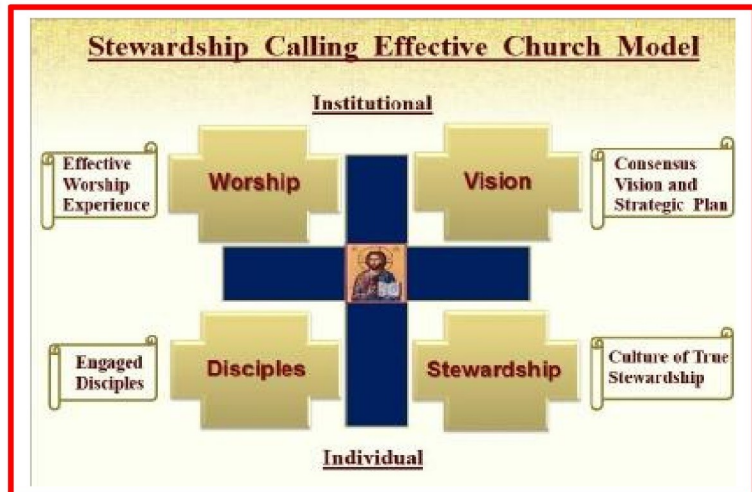 Stewardship Calling Effective Church Model
Institutional
Effective
Worship
Experience
Worship
Vision
Consensus
Vision and
Strategic Plan
Engaged
Disciples
Disciples
Stewardship
Culture of True
Stewardship
Individual